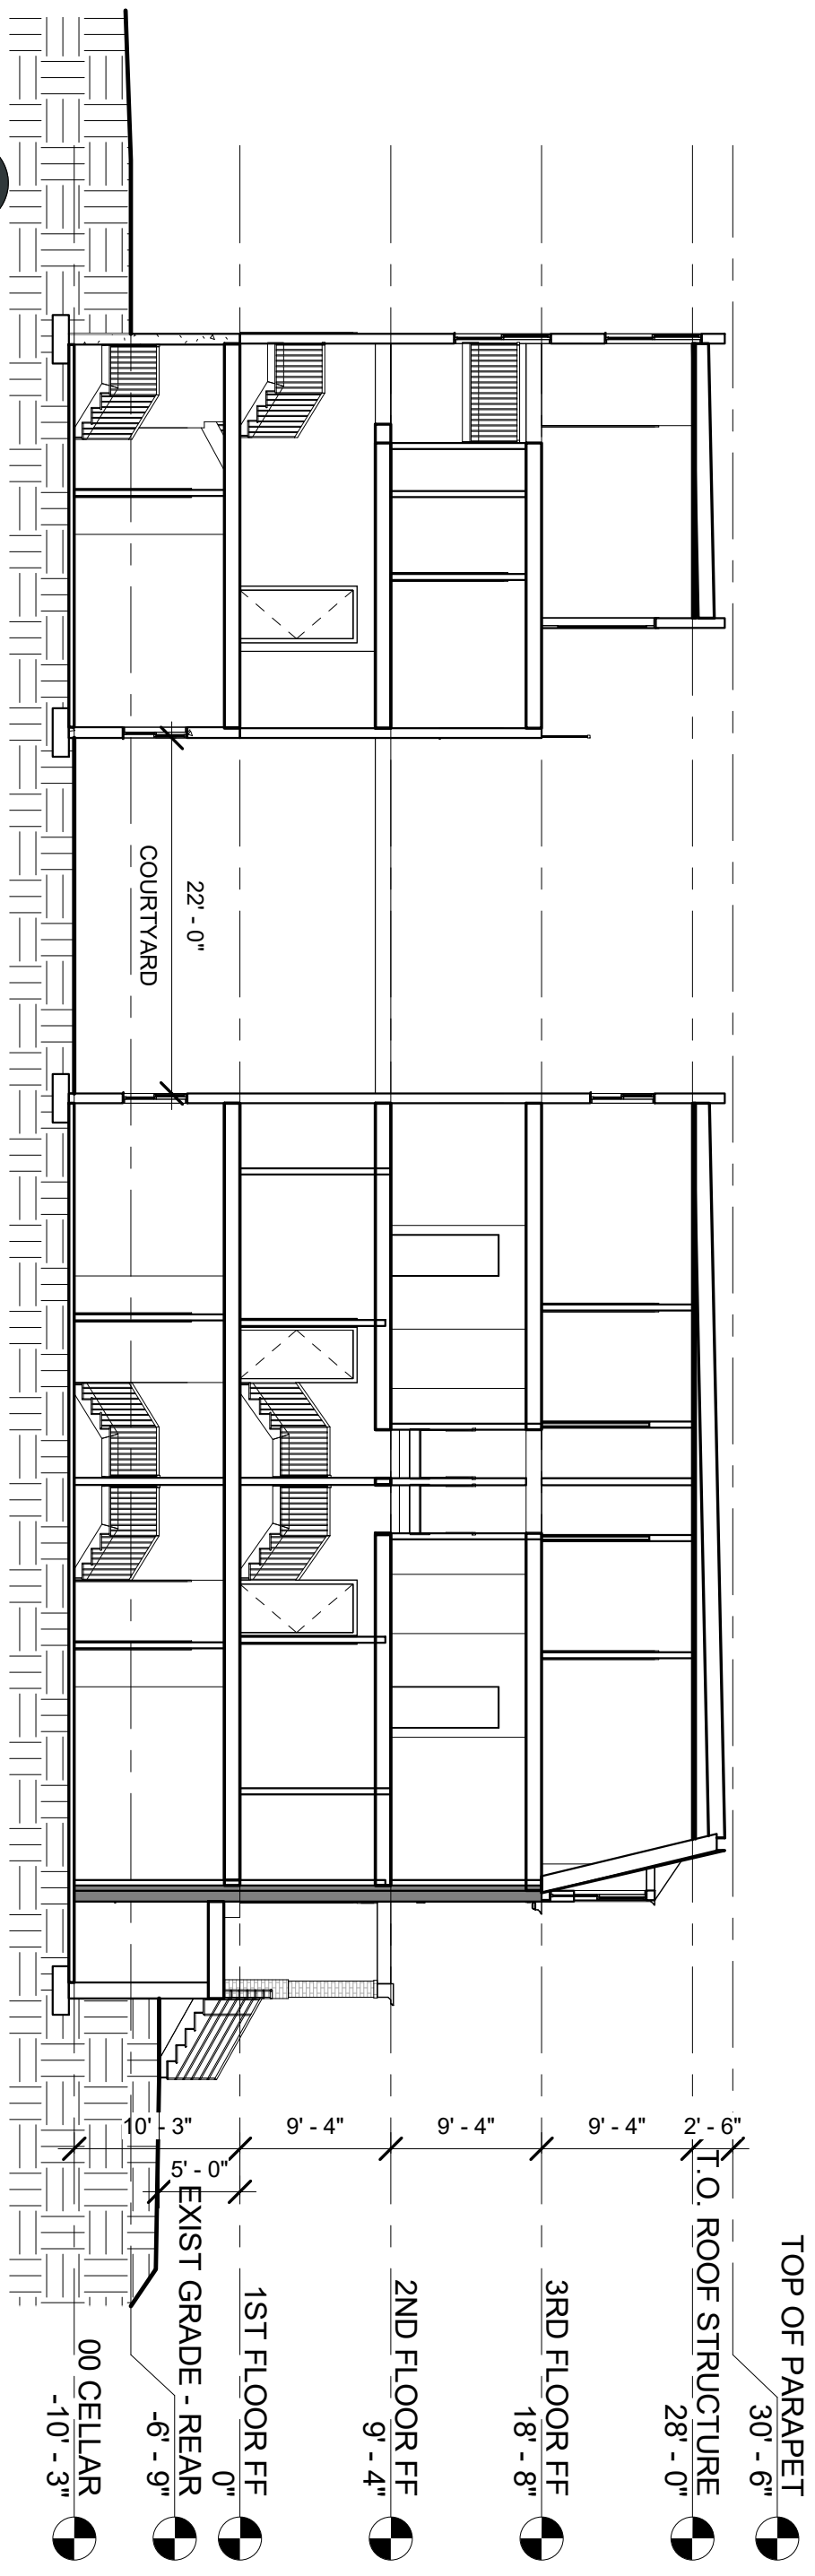 TOP OF PARAPET
30' - 6"
T.O. ROOF STRUCTURE
28' - 0"
3RD FLOOR FF
18' - 8"
2ND FLOOR FF
9' - 4"
1ST FLOOR FF
0"
EXIST GRADE - REAR
-6' - 9"
00 CELLAR
-10' - 3"
2' - 6"
9' - 4"
9' - 4"
9' - 4"
10' - 3"
5' - 0"
22' - 0"
COURTYARD